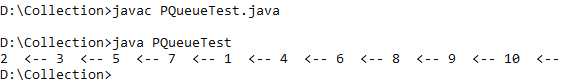 D:\Collection>javac PQueueTest.java
D:\Collection>java PQueueTest
2  <-- 3  <-- 5  <-- 7  <-- 1  <-- 4  <-- 6  <-- 8  <-- 9  <-- 10  <--
D:\Collection>